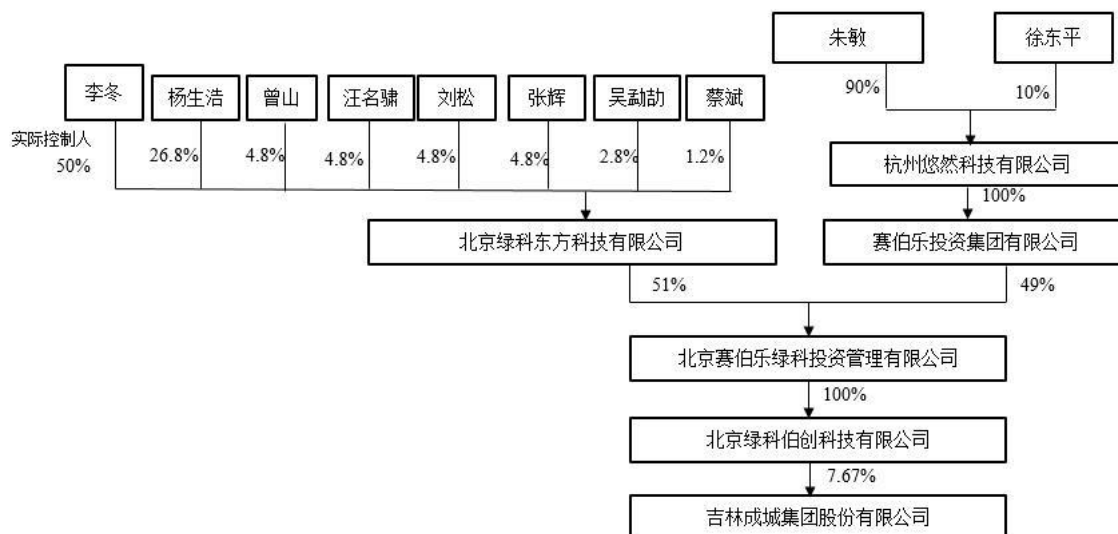 朱敏
徐东平
李冬
杨生浩
曾山
汪名骕
刘松
张辉
吴勐劼
蔡斌
90%
10%
实际控制人
50%
26.8%
4.8%
4.8%
4.8%
4.8%
2.8%
1.2%
杭州悠然科技有限公司
100%
北京绿科东方科技有限公司
赛伯乐投资集团有限公司
51%
49%
北京赛伯乐绿科投资管理有限公司
100%
北京绿科伯创科技有限公司
7.67%
吉林成城集团股份有限公司